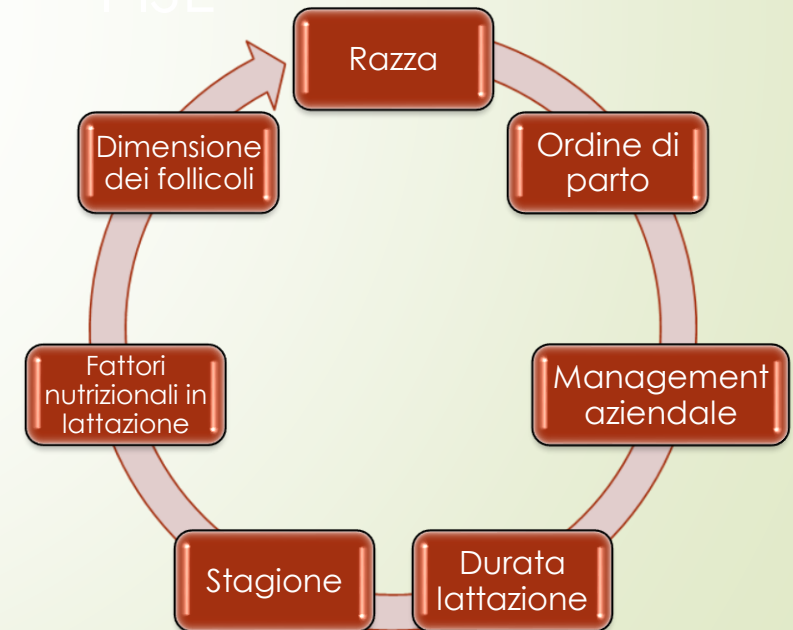 Razza
Ordine di
parto
Management
aziendale
Durata
lattazione
Stagione
Fattori
nutrizionali in
lattazione
Dimensione
dei follicoli